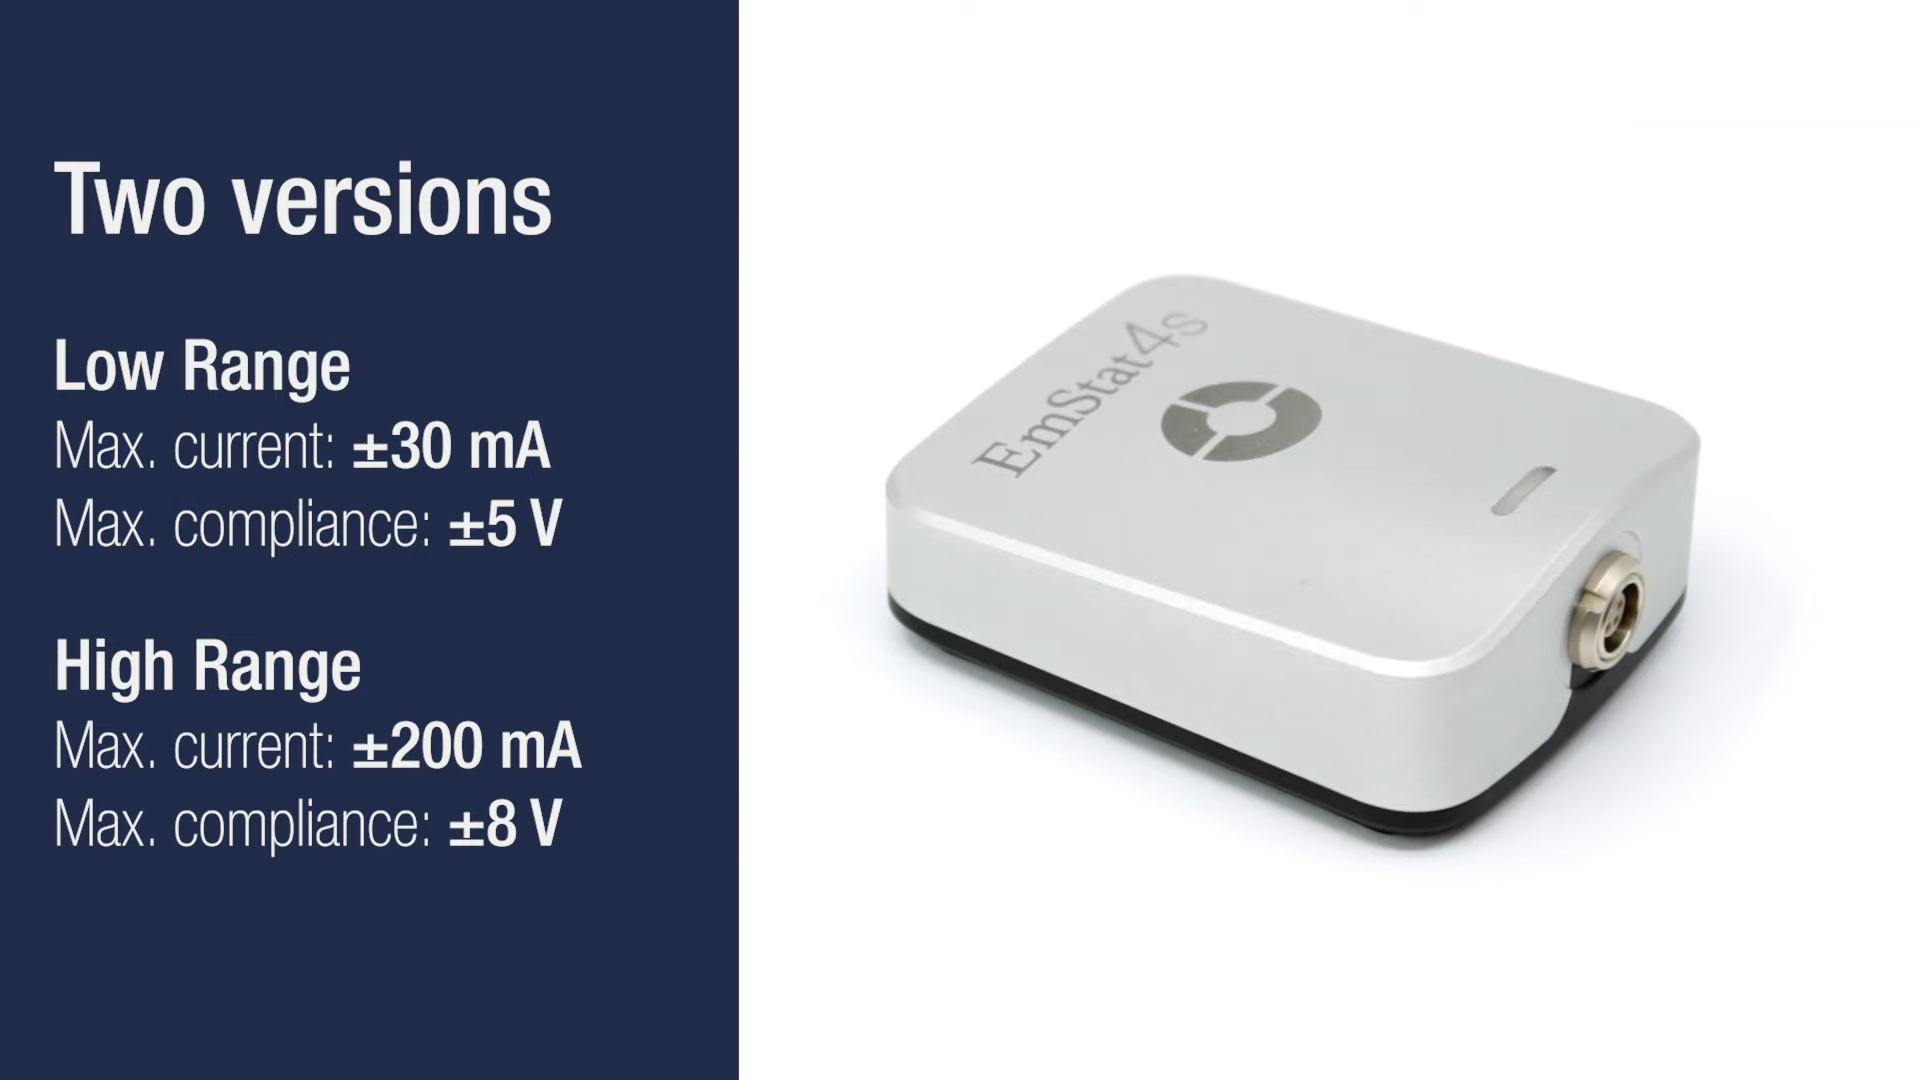 Two versions
Low Range
Max. current: ±30 mA
Max. compliance: ±5 V
High Range
Max. current: ±200 mA
Max. compliance: ±8 V
EmStat4s